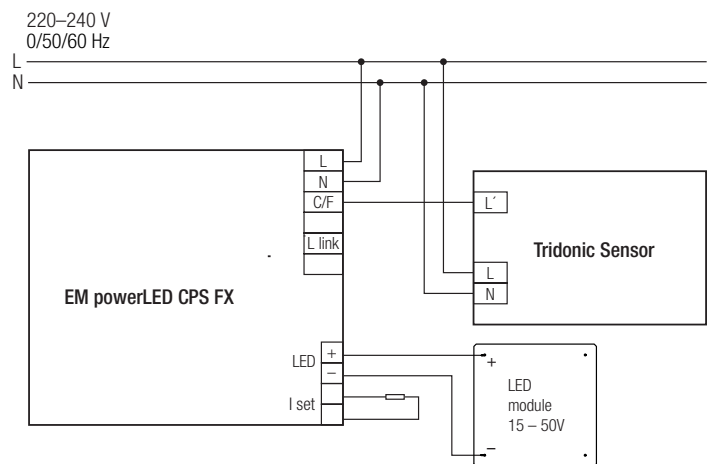 220–240 V
0/50/60 Hz
L
N
L
N
C/F
L link
EM powerLED CPS FX
LED
+
–
I set
L´
Tridonic Sensor
L
N
+
LED
module
15 – 50V
–